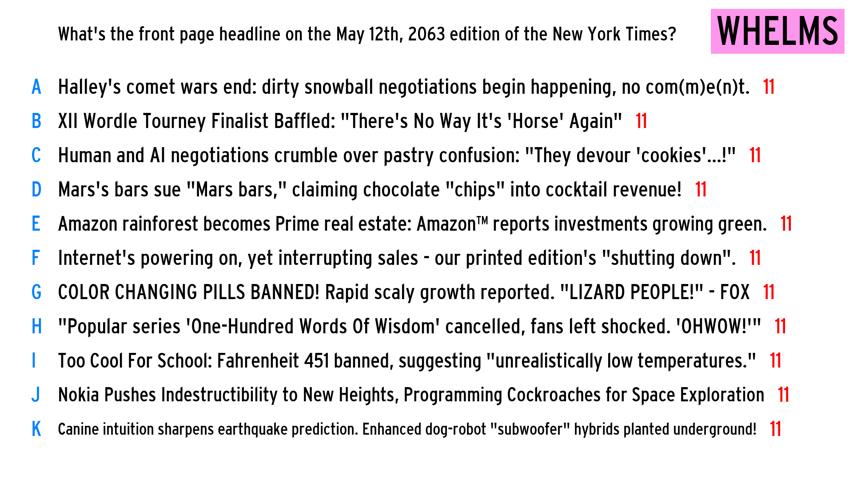 What's the front page headline on the May 12th, 2063 edition of the New York Times?
WHELMS
A Halley's comet wars end: dirty snowball negotiations begin happening, no com(m)e(n)t. 11
B XII Wordle Tourney Finalist Baffled: "There's No Way It's 'Horse' Again" 11
C Human and AI negotiations crumble over pastry confusion: "They devour 'cookies'...!" 11
D Mars's bars sue "Mars bars," claiming chocolate "chips" into cocktail revenue! 11
E Amazon rainforest becomes Prime real estate: Amazon™ reports investments growing green. 11
F Internet's powering on, yet interrupting sales - our printed edition's "shutting down". 11
G COLOR CHANGING PILLS BANNED! Rapid scaly growth reported. "LIZARD PEOPLE!" - FOX 11
H "Popular series 'One-Hundred Words Of Wisdom' cancelled, fans left shocked. 'OHWOW!'" 11
I Too Cool For School: Fahrenheit 451 banned, suggesting "unrealistically low temperatures." 11
J Nokia Pushes Indestructibility to New Heights, Programming Cockroaches for Space Exploration 11
K Canine intuition sharpens earthquake prediction. Enhanced dog-robot "subwoofer" hybrids planted underground! 11